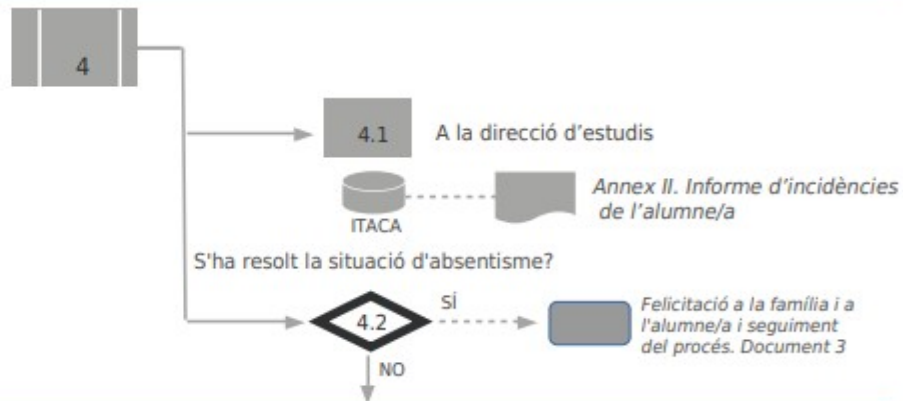 4
4.1
A la direcció d’estudis
Annex II. Informe d’incidències
de l’alumne/a
ITACA
S'ha resolt la situació d'absentisme?
4.2
SÍ
Felicitació a la família i a
l'alumne/a i seguiment
del procés. Document 3
NO